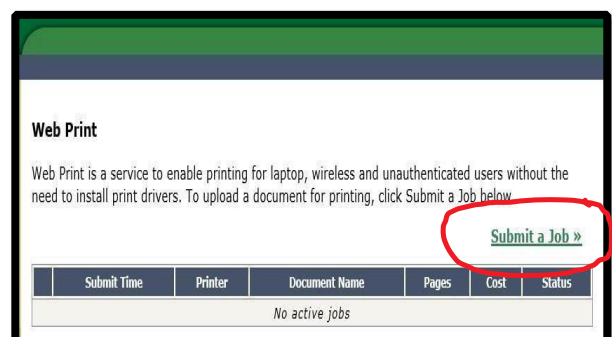 Web Print
Web Print is a service to enable printing for laptop, wireless and unauthenticated users without the
need to install print drivers. To upload a document for printing, click Submit a Job below
Submit a Job »
Submit Time Printer Document Name Pages Cost Status
No active jobs